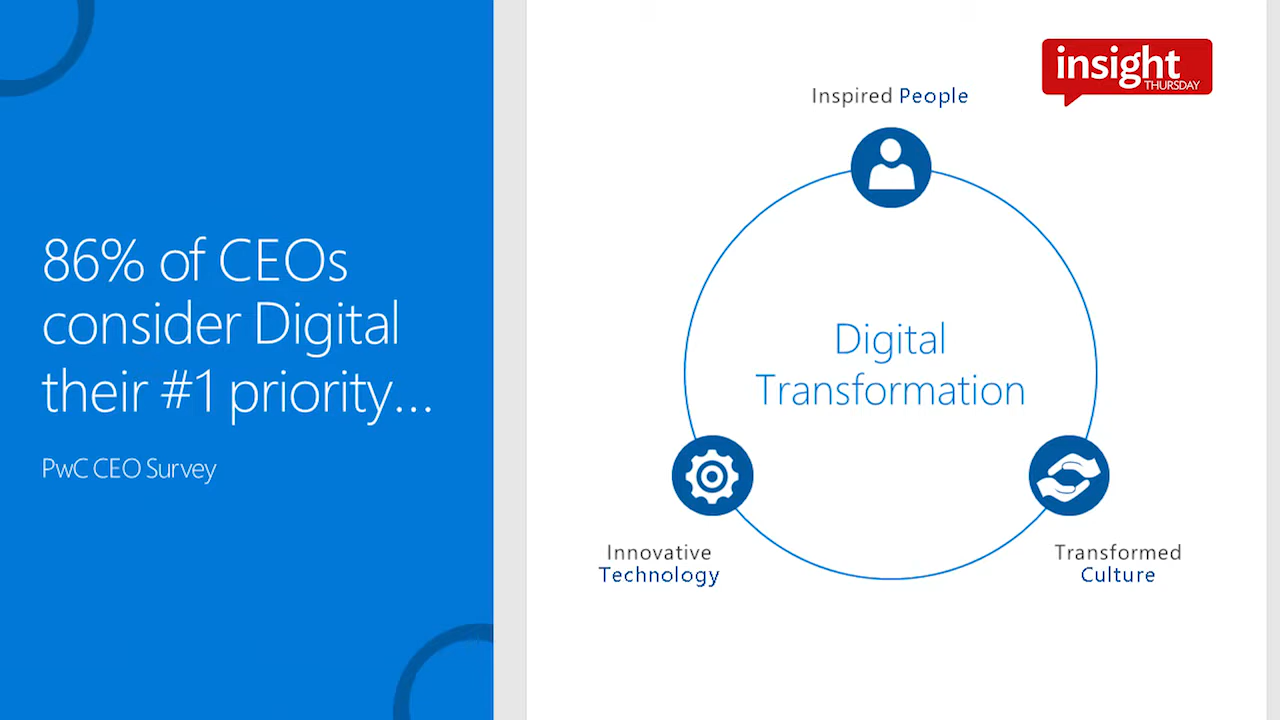 86% of CEOs
consider Digital
their #1 priority...
PwC CEO Survey
insight
THURSDAY
Inspired People
Digital
Transformation
Innovative
Technology
Transformed
Culture